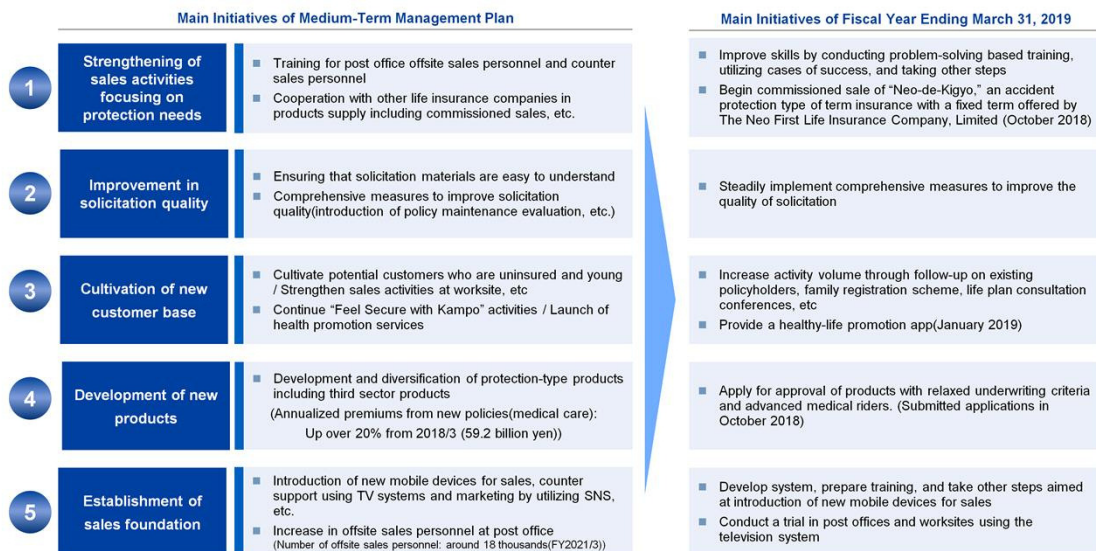 Main Initiatives of Medium-Term Management Plan
Main Initiatives of Fiscal Year Ending March 31, 2019
1
Strengthening of
sales activities
focusing on
protection needs
Training for post office offsite sales personnel and counter
sales personnel
Cooperation with other life insurance companies in
products supply including commissioned sales, etc.
Improve skills by conducting problem-solving based training,
utilizing cases of success, and taking other steps
Begin commissioned sale of “Neo-de-Kigyo,” an accident
protection type of term insurance with a fixed term offered by
The Neo First Life Insurance Company, Limited (October 2018)
2
Improvement in
solicitation quality
Ensuring that solicitation materials are easy to understand
Comprehensive measures to improve solicitation
quality(introduction of policy maintenance evaluation, etc.)
Steadily implement comprehensive measures to improve the
quality of solicitation
3
Cultivation of new
customer base
Cultivate potential customers who are uninsured and young
/ Strengthen sales activities at worksite, etc
Continue “Feel Secure with Kampo” activities / Launch of
health promotion services
Increase activity volume through follow-up on existing
policyholders, family registration scheme, life plan consultation
conferences, etc
Provide a healthy-life promotion app(January 2019)
4
Development of new
products
Development and diversification of protection-type products
including third sector products
(Annualized premiums from new policies(medical care):
Up over 20% from 2018/3 (59.2 billion yen))
Apply for approval of products with relaxed underwriting criteria
and advanced medical riders. (Submitted applications in
October 2018)
5
Establishment of
sales foundation
Introduction of new mobile devices for sales, counter
support using TV systems and marketing by utilizing SNS,
etc.
Increase in offsite sales personnel at post office
(Number of offsite sales personnel: around 18 thousands(FY2021/3))
Develop system, prepare training, and take other steps aimed
at introduction of new mobile devices for sales
Conduct a trial in post offices and worksites using the
television system